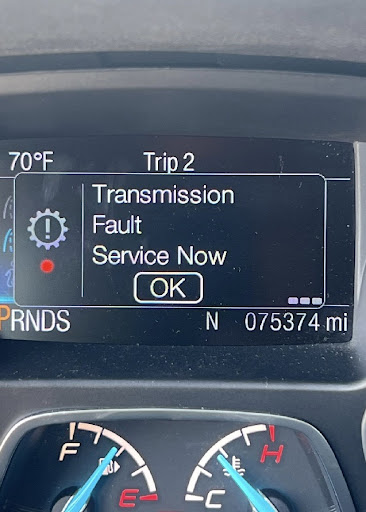 70°F Trip 2
Transmission
Fault
Service Now
OK
PRNDS N 075374 mi
F H
E C